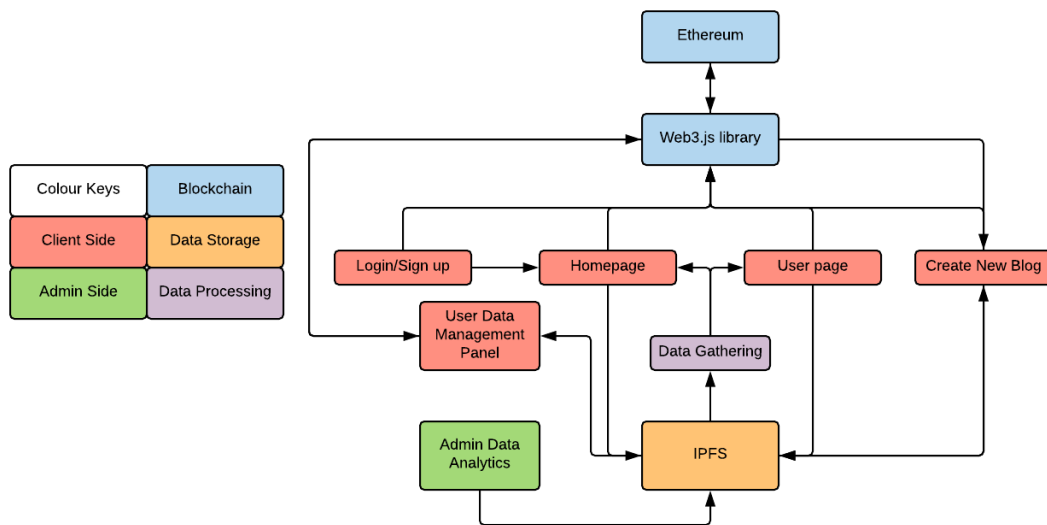 Ethereum
Web3.js library
Colour Keys
Blockchain
Client Side
Data Storage
Admin Side
Data Processing
Login/Sign up
Homepage
User page
Create New Blog
User Data
Management
Panel
Data Gathering
Admin Data
Analytics
IPFS